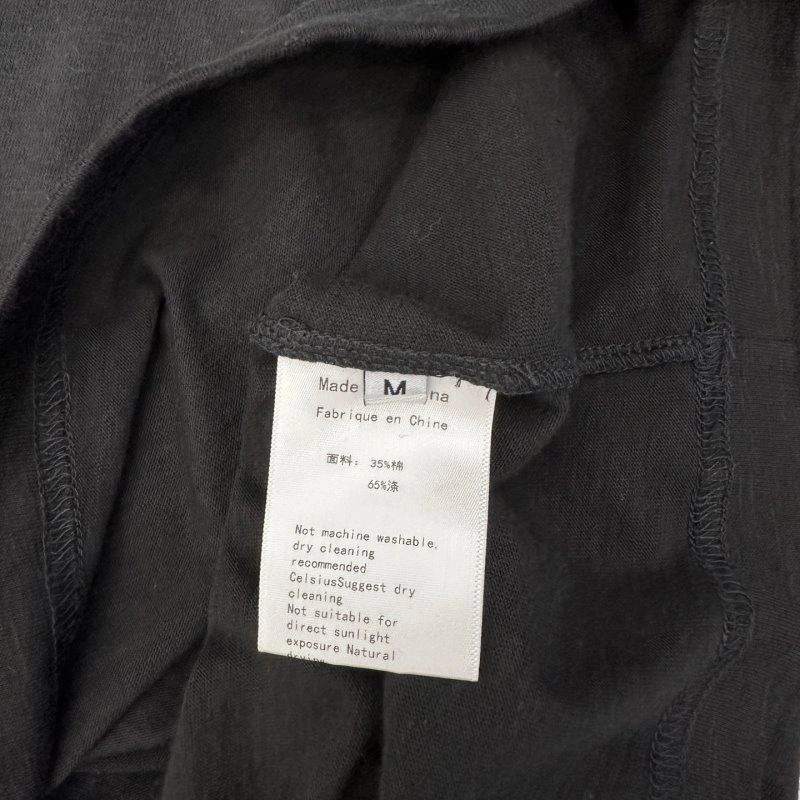 Made
M
na
Fabrique en Chine
面料: 35%棉
65%涤
Not machine washable,
dry cleaning
recommended
CelsiusSuggest dry
cleaning
Not suitable for
direct sunlight
exposure Natural